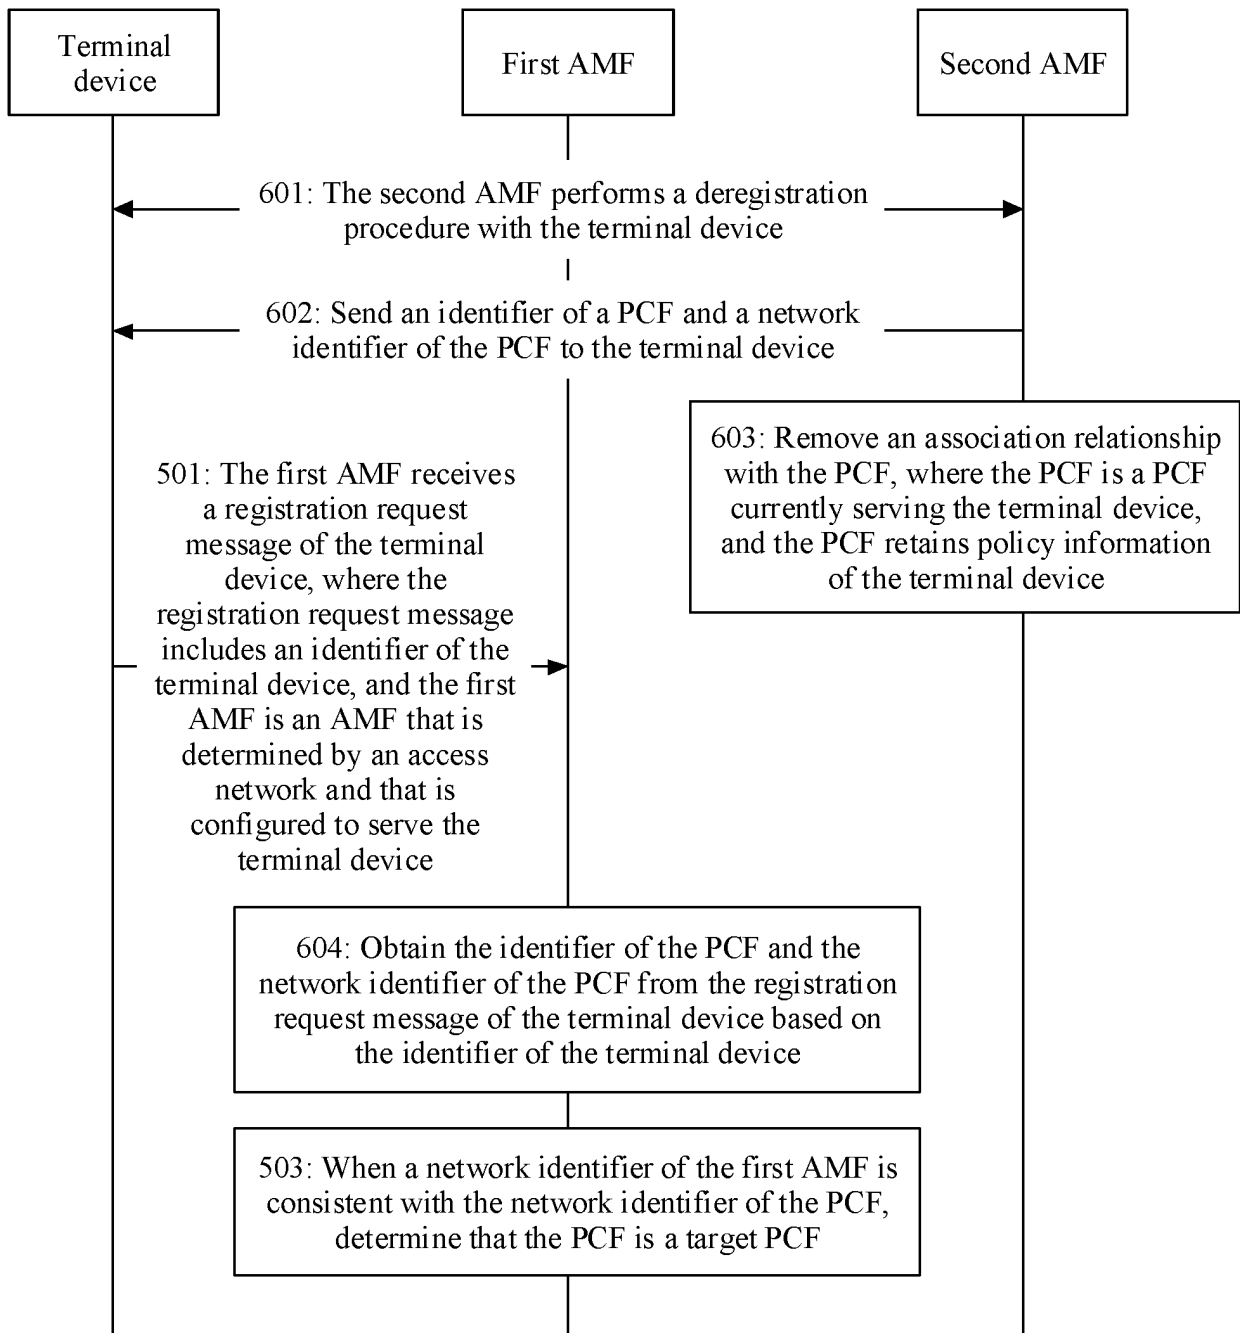 Terminal
device
First AMF
Second AMF
601: The second AMF performs a deregistration
procedure with the terminal device
602: Send an identifier of a PCF and a network
identifier of the PCF to the terminal device
603: Remove an association relationship
with the PCF, where the PCF is a PCF
currently serving the terminal device,
and the PCF retains policy information
of the terminal device
501: The first AMF receives
a registration request
message of the terminal
device, where the
registration request message
includes an identifier of the
terminal device, and the first
AMF is an AMF that is
determined by an access
network and that is
configured to serve the
terminal device
604: Obtain the identifier of the PCF and the
network identifier of the PCF from the registration
request message of the terminal device based on
the identifier of the terminal device
503: When a network identifier of the first AMF is
consistent with the network identifier of the PCF,
determine that the PCF is a target PCF